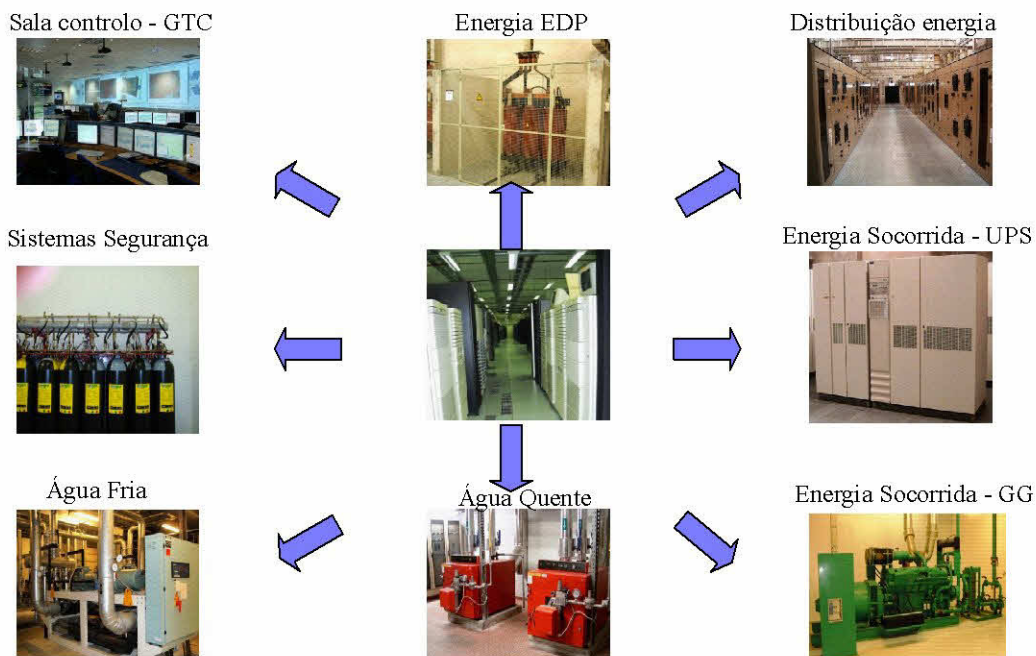 Sala controlo - GTC
Energia EDP
Distribuição energia
Sistemas Segurança
Energia Socorrida - UPS
Água Fria
Água Quente
Energia Socorrida - GG